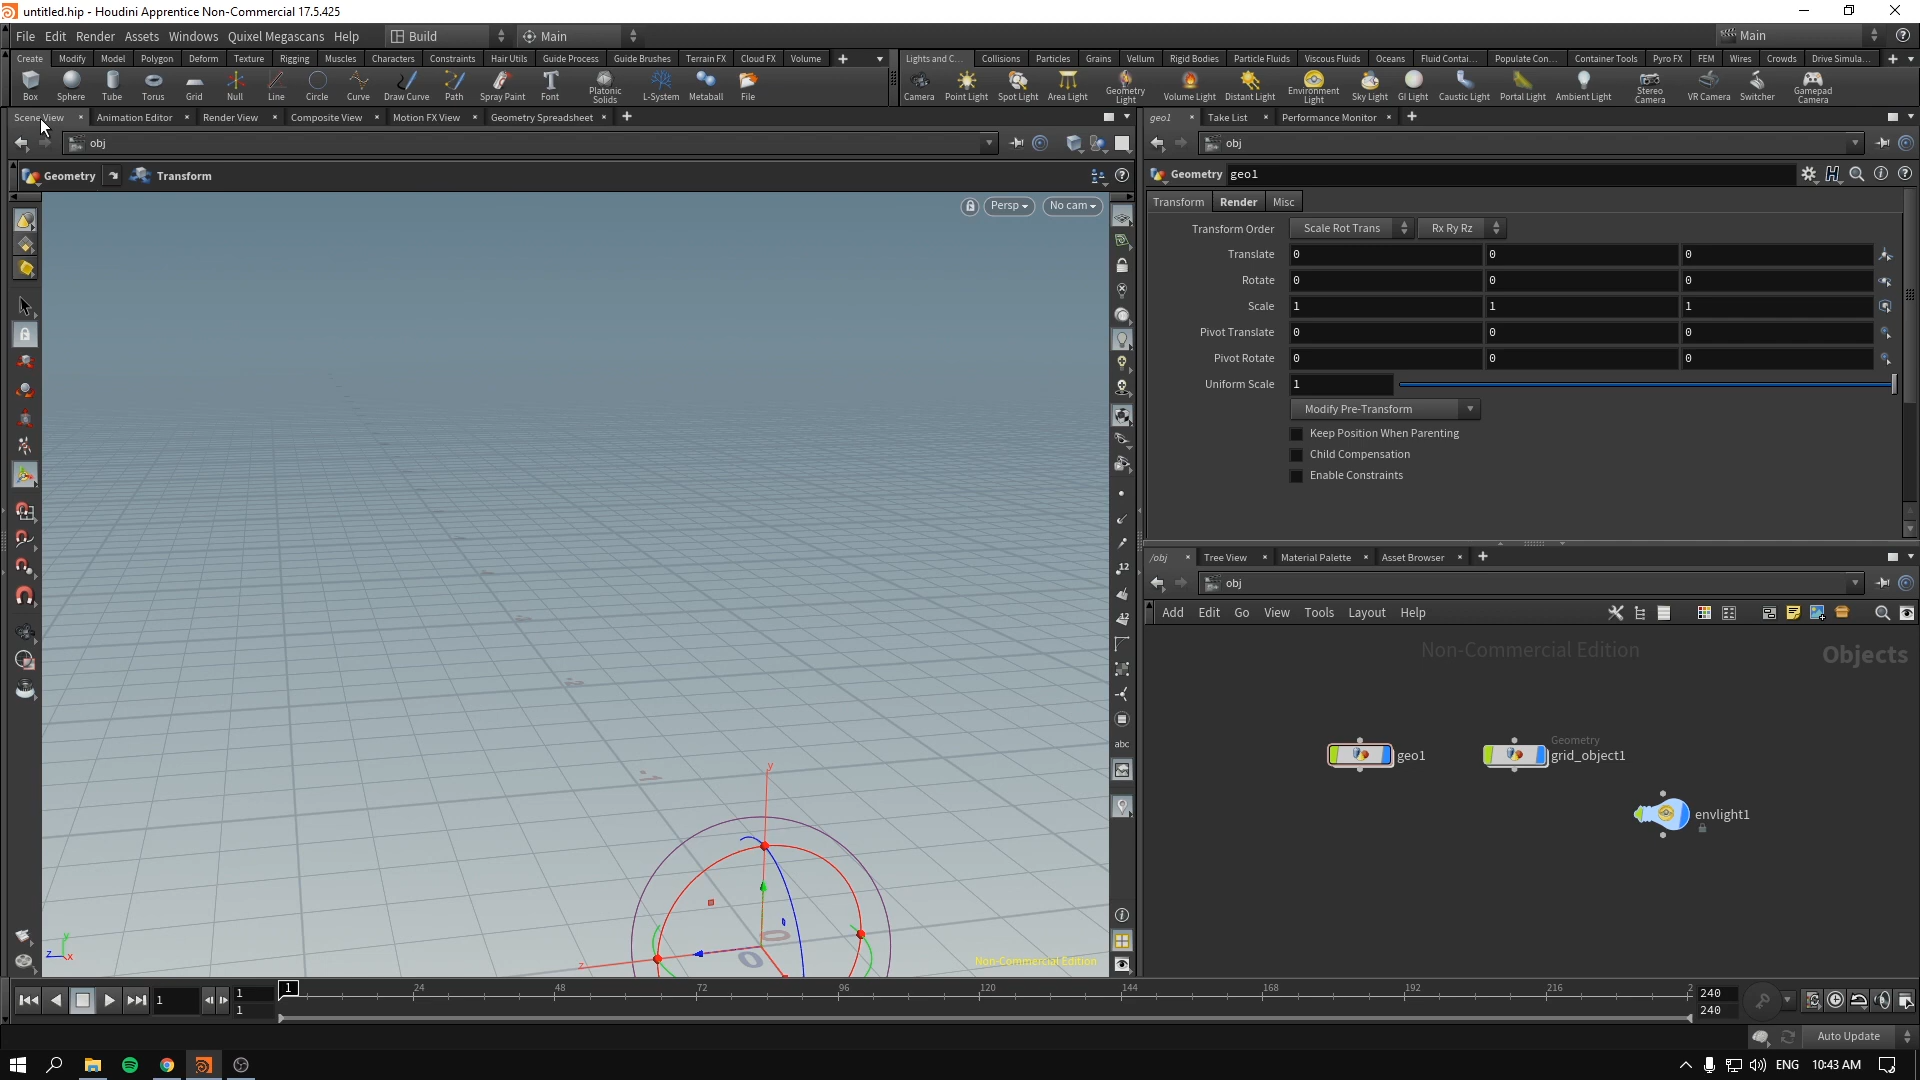 untitled.hip - Houdini Apprentice Non-Commercial 17.5.425
File Edit Render Assets Windows Quixel Megascans Help Build Main Main
Create Modify Model Polygon Deform Texture Rigging Muscles Characters Constraints Hair Utils Guide Process Guide Brushes Terrain FX Cloud FX Volume
Lights and C... Collisions Particles Grains Vellum Rigid Bodies Particle Fluids Viscous Fluids Oceans Fluid Contai... Populate Con... Container Tools Pyro FX FEM Wires Crowds Drive Simula...
Box Sphere Tube Torus Grid Null Line Circle Curve Draw Curve Path Spray Paint Font Platonic Solids L-System Metaball File
Camera Point Light Spot Light Area Light Geometry Light Volume Light Distant Light Environment Light Sky Light GI Light Caustic Light Portal Light Ambient Light Stereo Camera VR Camera Switcher Gamepad Camera
Scene View Animation Editor Render View Composite View Motion FX View Geometry Spreadsheet
geo1 Take List Performance Monitor
obj
obj
Geometry Transform
Geometry geo1
Persp No cam
Transform Render Misc
Transform Order Scale Rot Trans Rx Ry Rz
Translate 0 0 0
Rotate 0 0 0
Scale 1 1 1
Pivot Translate 0 0 0
Pivot Rotate 0 0 0
Uniform Scale 1
Modify Pre-Transform
Keep Position When Parenting
Child Compensation
Enable Constraints
/obj Tree View Material Palette Asset Browser
obj
Add Edit Go View Tools Layout Help
Non-Commercial Edition
Objects
geo1
Geometry
grid_object1
envlight1
12
12
abc
y
z
0
0
z y x
Non-Commercial Edition
1 1 1 24 48 72 96 120 144 168 192 216 2 240
1 240
Auto Update
ENG 10:43 AM